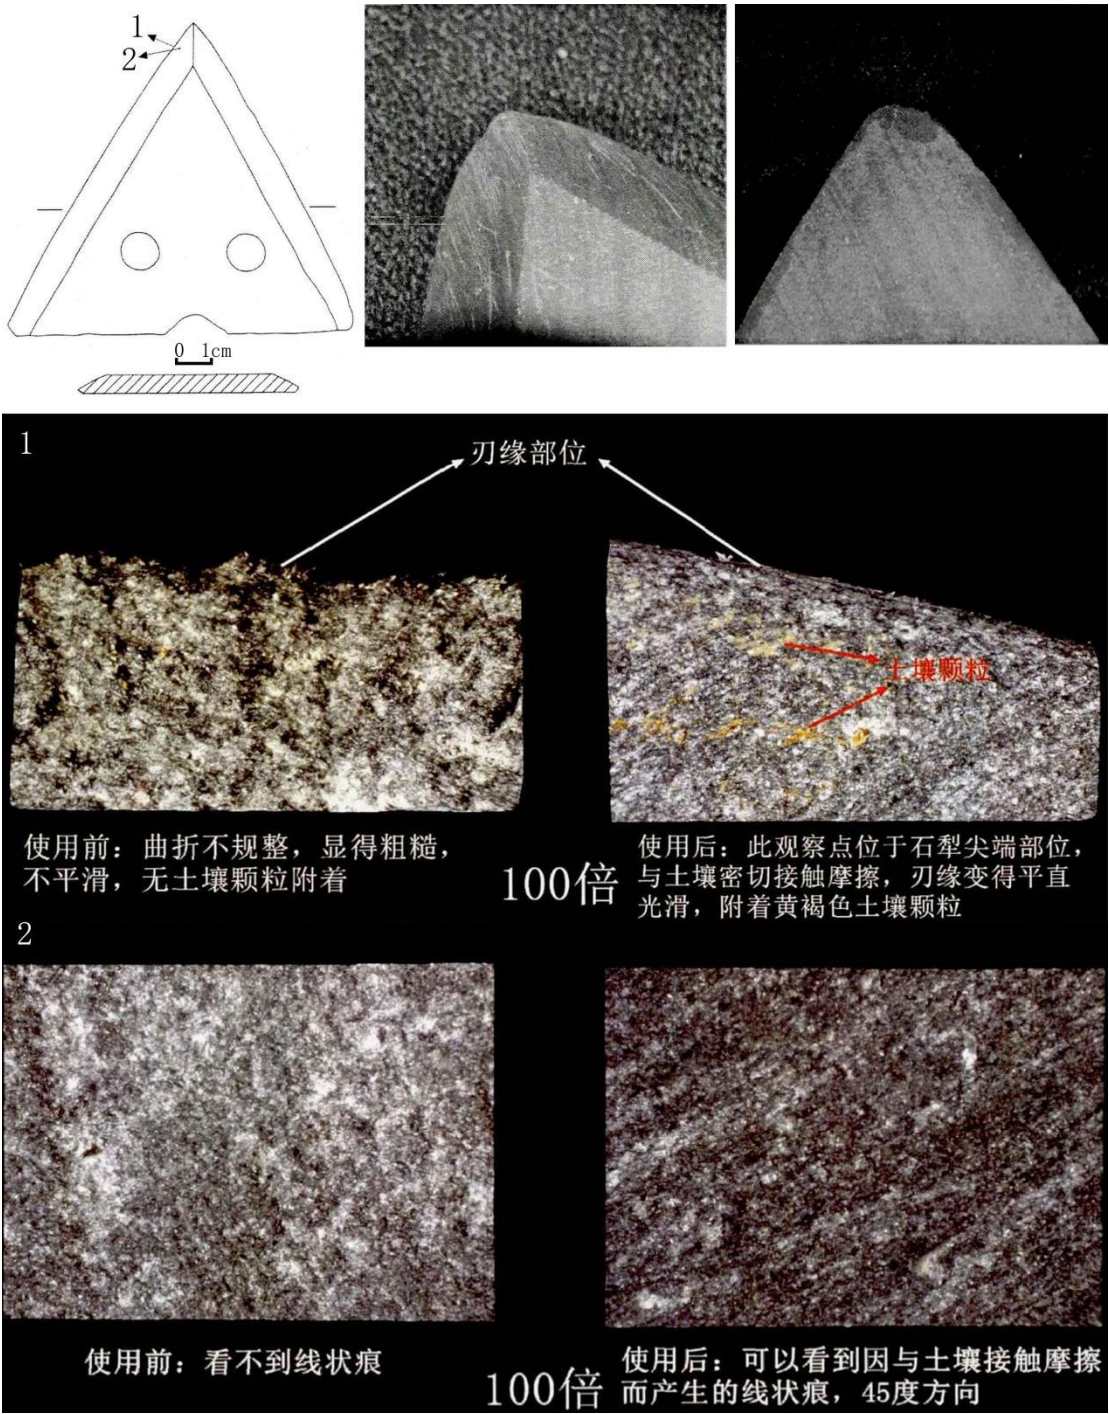 1
2
0 1cm
1
刃缘部位
土壤颗粒
使用前：曲折不规整，显得粗糙，
不平滑，无土壤颗粒附着
100倍
使用后：此观察点位于石犁尖端部位，
与土壤密切接触摩擦，刃缘变得平直
光滑，附着黄褐色土壤颗粒
2
使用前：看不到线状痕
100倍
使用后：可以看到因与土壤接触摩擦
而产生的线状痕，45度方向